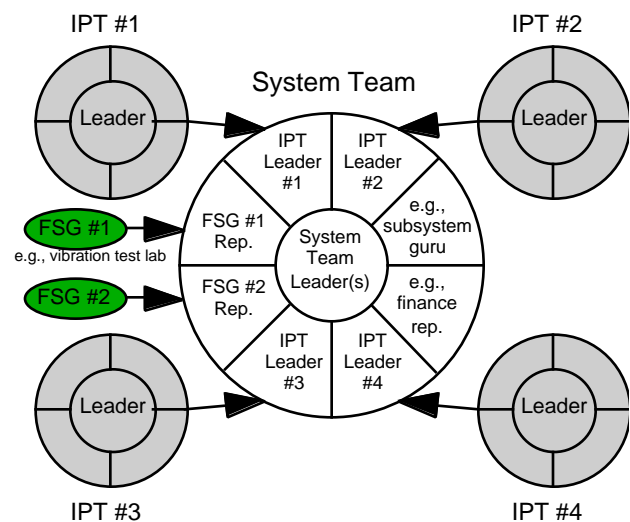 IPT #1
IPT #2
System Team
Leader
Leader
IPT
Leader
#1
IPT
Leader
#2
FSG #1
e.g., vibration test lab
FSG #1
Rep.
e.g.,
subsystem
guru
System
Team
Leader(s)
FSG #2
FSG #2
Rep.
e.g.,
finance
rep.
IPT
Leader
#3
IPT
Leader
#4
Leader
Leader
IPT #3
IPT #4